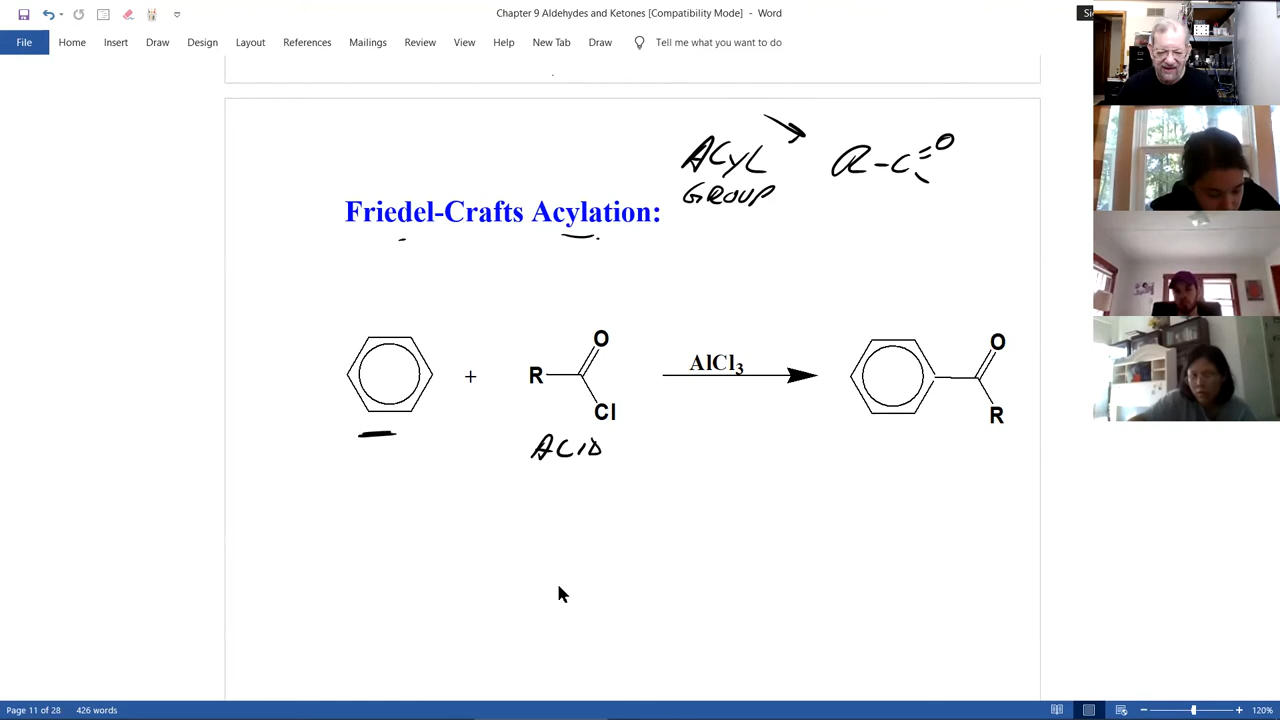 Chapter 9 Aldehydes and Ketones [Compatibility Mode] - Word
File Home Insert Draw Design Layout References Mailings Review View Help New Tab Draw Tell me what you want to do
ACYL
GROUP
R-C=O
Friedel-Crafts Acylation:
+
R
O
Cl
AlCl3
O
R
ACID
Page 11 of 28 426 words
120%